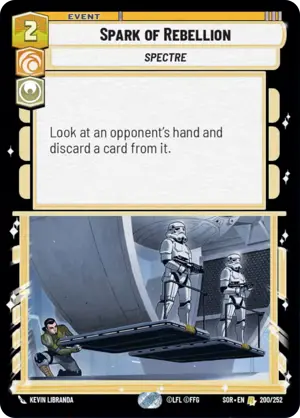 EVENT
2
SPARK OF REBELLION
SPECTRE
Look at an opponent's hand and
discard a card from it.
KEVIN LIBRANDA
©LFL ©FFG
SOR • EN
200/252